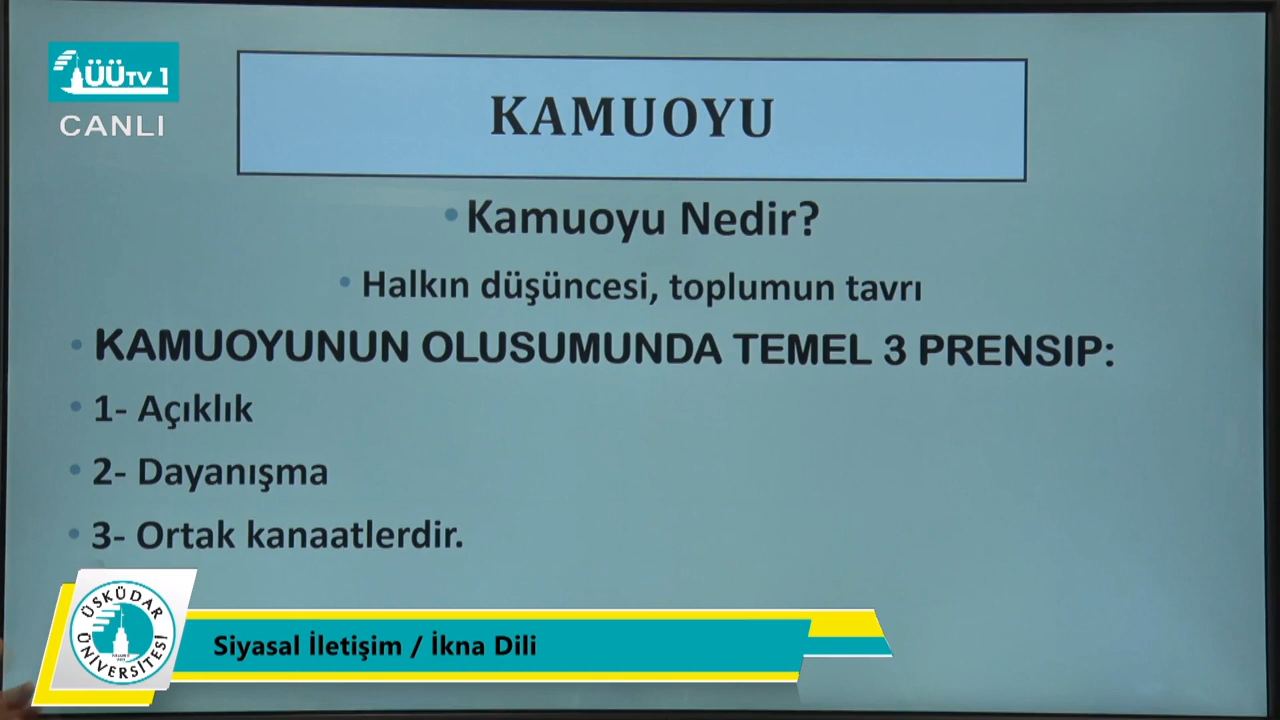 ÜÜTV 1
CANLI
KAMUOYU
• Kamuoyu Nedir?
• Halkın düşüncesi, toplumun tavrı
• KAMUOYUNUN OLUSUMUNDA TEMEL 3 PRENSIP:
• 1- Açıklık
• 2- Dayanışma
• 3- Ortak kanaatlerdir.
ÜSKÜDAR ÜNİVERSİTESİ
Siyasal İletişim / İkna Dili